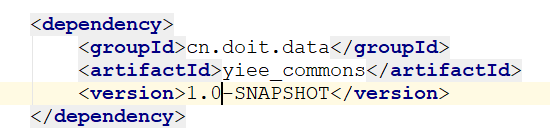 <dependency>
<groupId>cn.doit.data</groupId>
<artifactId>yiee_commons</artifactId>
<version>1.0-SNAPSHOT</version>
</dependency>